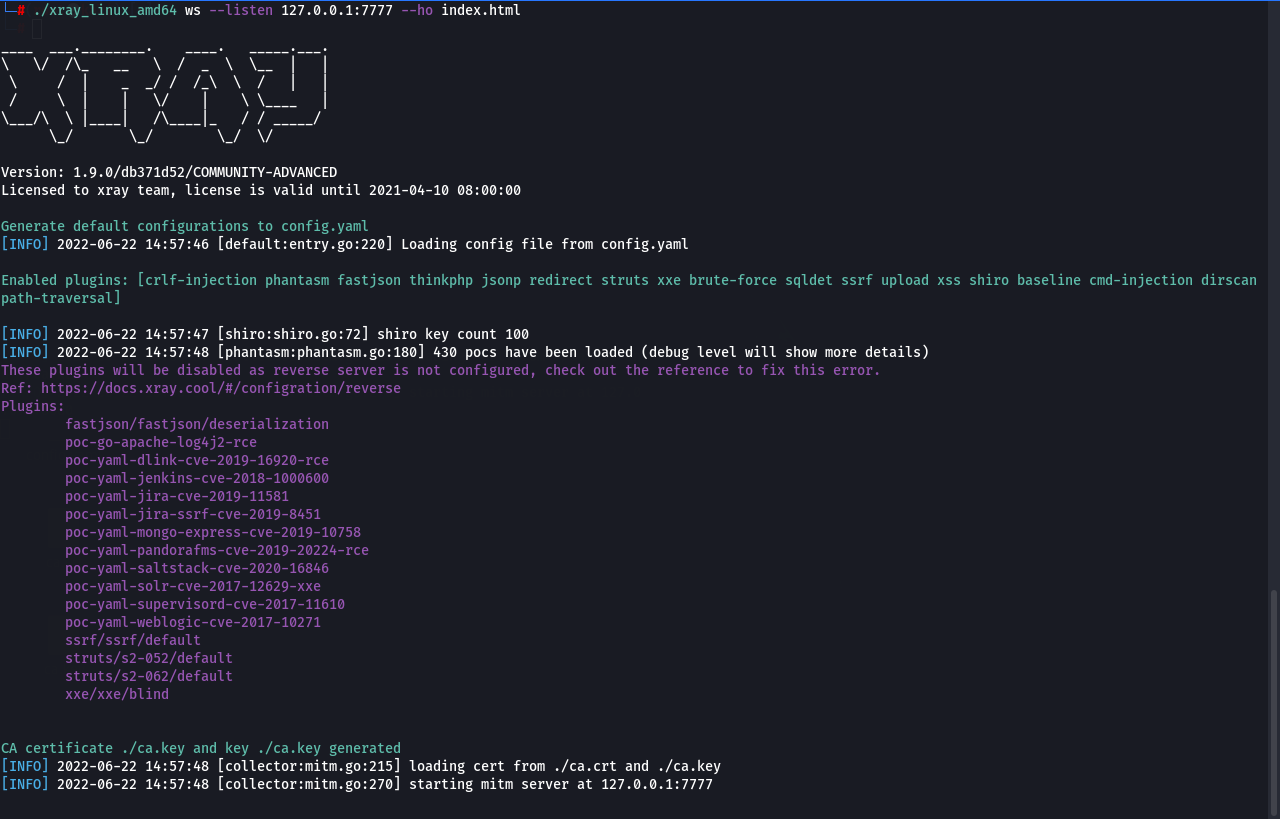 # ./xray_linux_amd64 ws --listen 127.0.0.1:7777 --ho index.html
____  ___.________.    ____.   _____.___.
\   \/  /\_   __   \  /  _  \  \__  |   |
 \     /  |    _  _/ /  /_\  \  /   |   |
 /     \  |    |   \/    |    \ \____   |
\___/\  \ |____|   /\____|_   / / _____/
      \_/       \_/        \_/  \/
Version: 1.9.0/db371d52/COMMUNITY-ADVANCED
Licensed to xray team, license is valid until 2021-04-10 08:00:00
Generate default configurations to config.yaml
[INFO] 2022-06-22 14:57:46 [default:entry.go:220] Loading config file from config.yaml
Enabled plugins: [crlf-injection phantasm fastjson thinkphp jsonp redirect struts xxe brute-force sqldet ssrf upload xss shiro baseline cmd-injection dirscan
path-traversal]
[INFO] 2022-06-22 14:57:47 [shiro:shiro.go:72] shiro key count 100
[INFO] 2022-06-22 14:57:48 [phantasm:phantasm.go:180] 430 pocs have been loaded (debug level will show more details)
These plugins will be disabled as reverse server is not configured, check out the reference to fix this error.
Ref: https://docs.xray.cool/#/configration/reverse
Plugins:
fastjson/fastjson/deserialization
poc-go-apache-log4j2-rce
poc-yaml-dlink-cve-2019-16920-rce
poc-yaml-jenkins-cve-2018-1000600
poc-yaml-jira-cve-2019-11581
poc-yaml-jira-ssrf-cve-2019-8451
poc-yaml-mongo-express-cve-2019-10758
poc-yaml-pandorafms-cve-2019-20224-rce
poc-yaml-saltstack-cve-2020-16846
poc-yaml-solr-cve-2017-12629-xxe
poc-yaml-supervisord-cve-2017-11610
poc-yaml-weblogic-cve-2017-10271
ssrf/ssrf/default
struts/s2-052/default
struts/s2-062/default
xxe/xxe/blind
CA certificate ./ca.key and key ./ca.key generated
[INFO] 2022-06-22 14:57:48 [collector:mitm.go:215] loading cert from ./ca.crt and ./ca.key
[INFO] 2022-06-22 14:57:48 [collector:mitm.go:270] starting mitm server at 127.0.0.1:7777